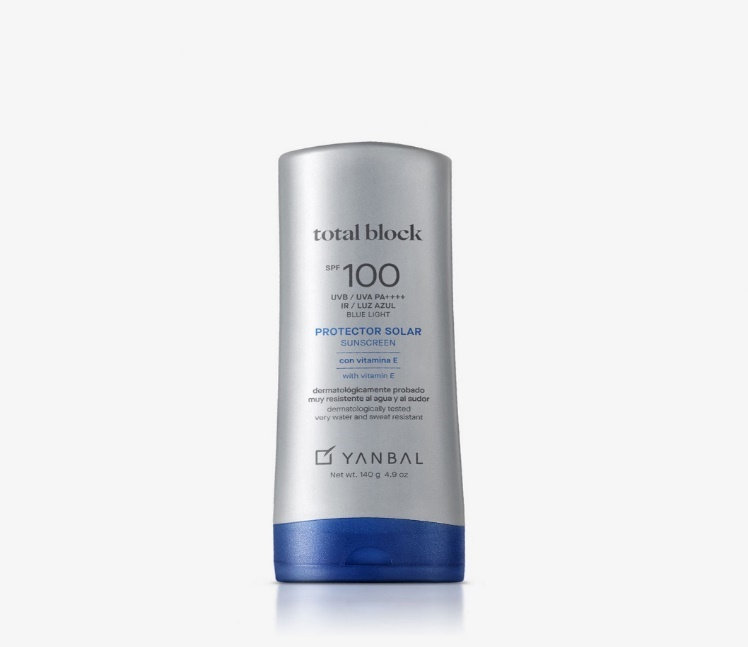 total block
SPF 100
UVB / UVA PA++++
IR / LUZ AZUL
BLUE LIGHT
PROTECTOR SOLAR
SUNSCREEN
con vitamina E
with vitamin E
dermatológicamente probado
muy resistente al agua y al sudor
dermatologically tested
very water and sweat resistant
YANBAL
Net wt. 140 g 4.9 oz